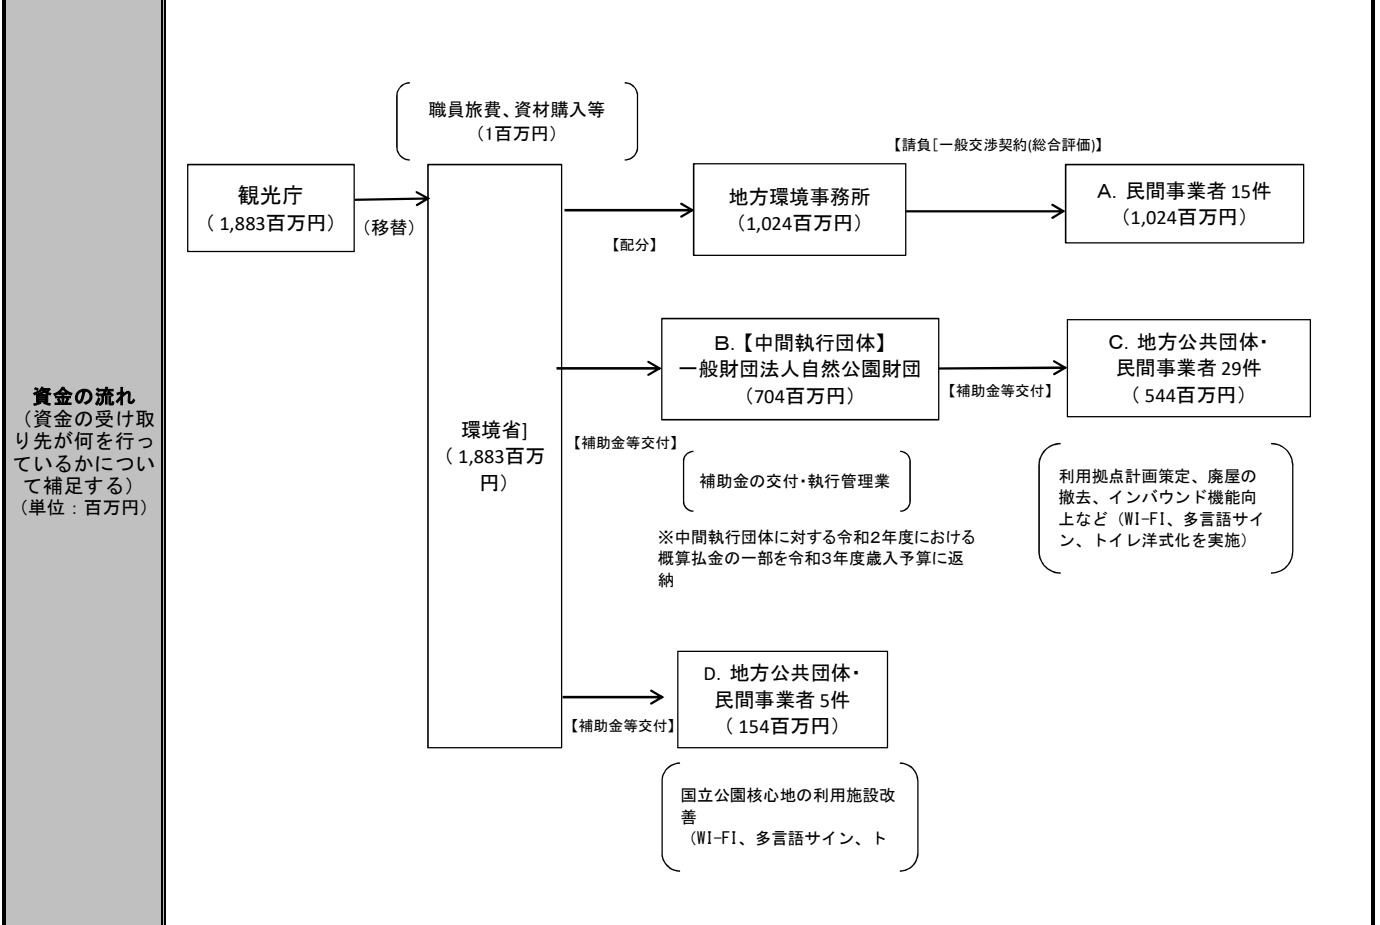 資金の流れ
（資金の受け取
り先が何を行っ
ているかについ
て補足する）
（単位：百万円）
職員旅費、資材購入等
（1百万円）
観光庁
（ 1,883百万円）
（移替）
環境省]
（ 1,883百万
円）
【配分】
地方環境事務所
（1,024百万円）
【請負［一般交渉契約(総合評価)】
A. 民間事業者 15件
（1,024百万円）
【補助金等交付】
B.【中間執行団体】
一般財団法人自然公園財団
（704百万円）
補助金の交付・執行管理業
※中間執行団体に対する令和２年度における
概算払金の一部を令和３年度歳入予算に返
納
【補助金等交付】
C. 地方公共団体・
民間事業者 29件
（ 544百万円）
利用拠点計画策定、廃屋の
撤去、インバウンド機能向
上など（WI-FI、多言語サイ
ン、トイレ洋式化を実施）
【補助金等交付】
D. 地方公共団体・
民間事業者 5件
（ 154百万円）
国立公園核心地の利用施設改
善
（WI-FI、多言語サイン、ト